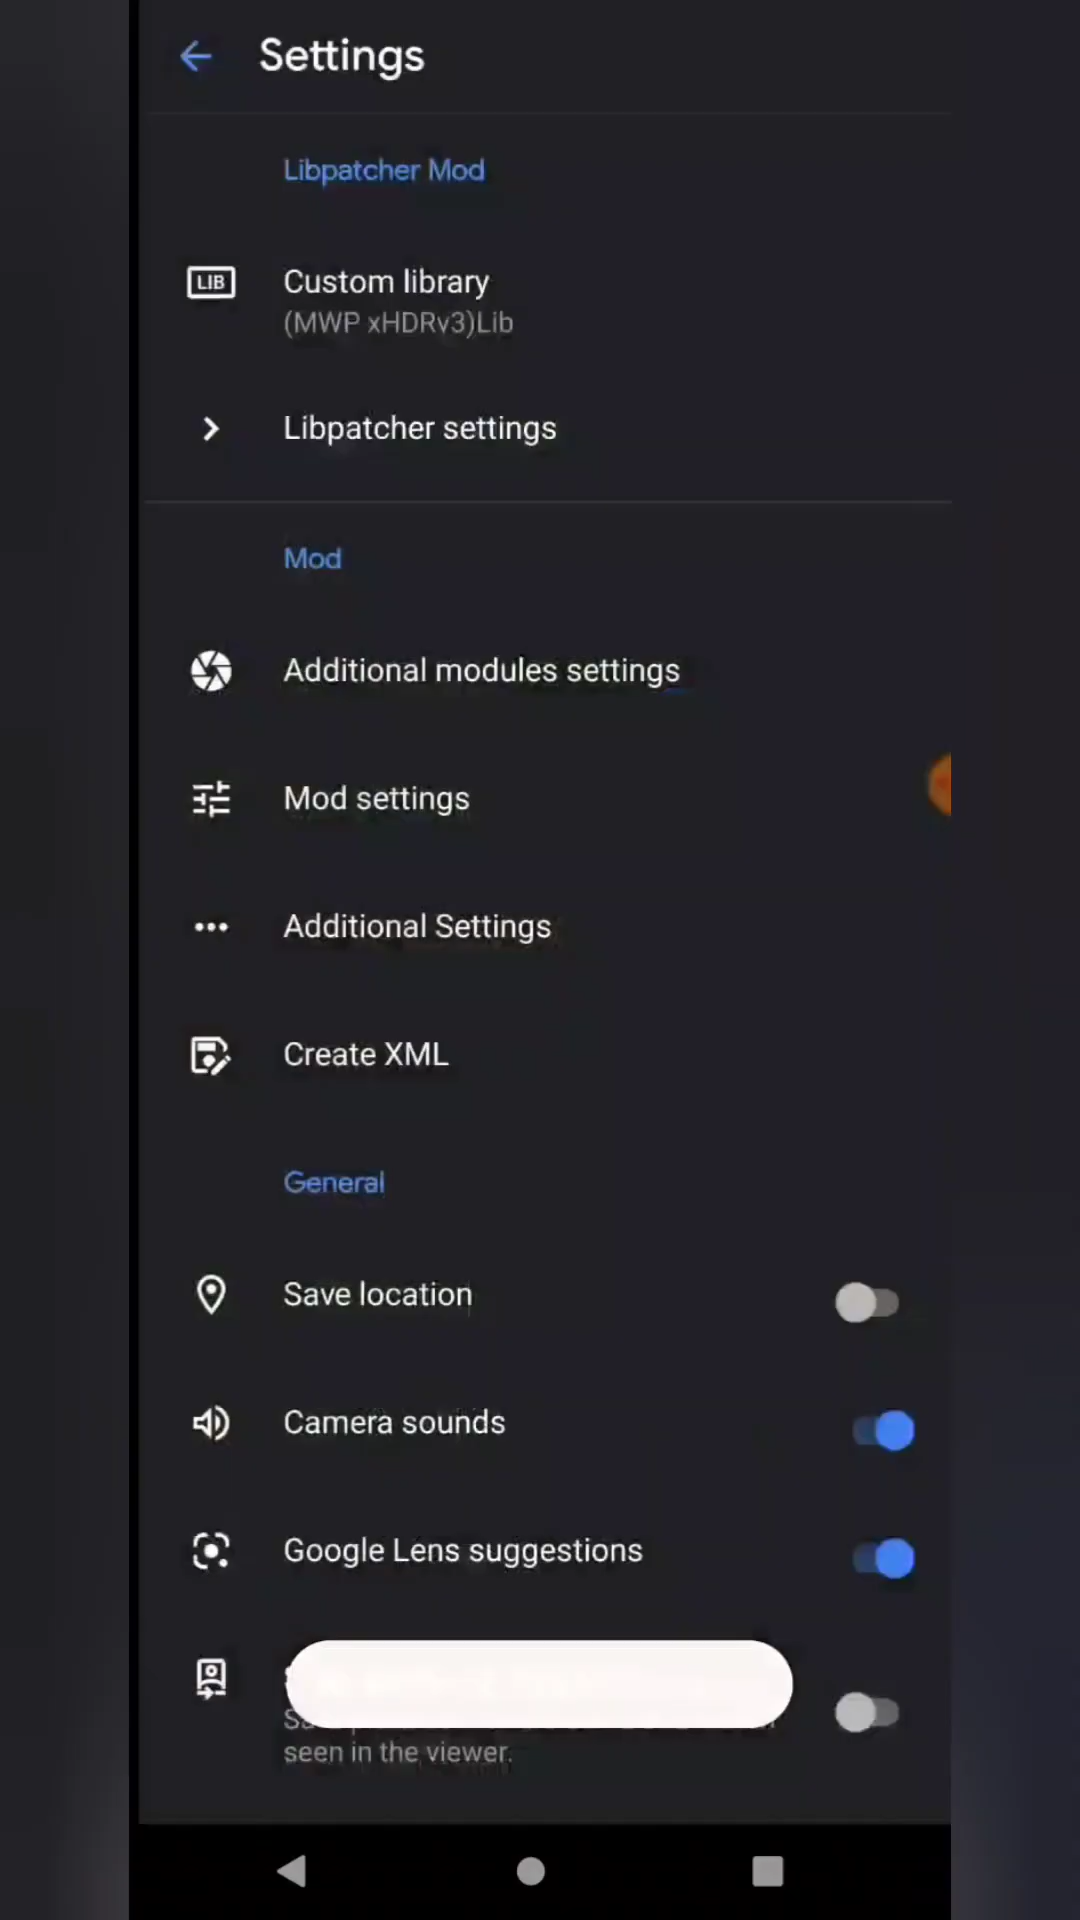 Settings
Libpatcher Mod
LIB
Custom library
(MWP xHDRv3)Lib
Libpatcher settings
Mod
Additional modules settings
Mod settings
Additional Settings
Create XML
General
Save location
Camera sounds
Google Lens suggestions
seen in the viewer.